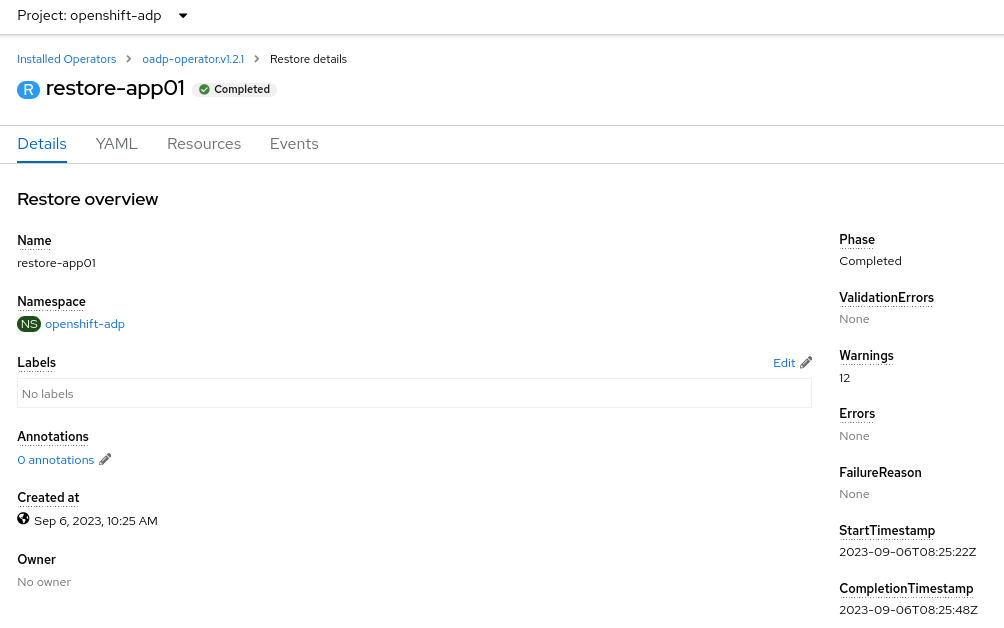 Project: openshift-adp
Installed Operators > oadp-operator.v1.2.1 > Restore details
R restore-app01 Completed
Details YAML Resources Events
Restore overview
Name
restore-app01
Namespace
NS openshift-adp
Labels Edit
No labels
Annotations
0 annotations
Created at
Sep 6, 2023, 10:25 AM
Owner
No owner
Phase
Completed
ValidationErrors
None
Warnings
12
Errors
None
FailureReason
None
StartTimestamp
2023-09-06T08:25:22Z
CompletionTimestamp
2023-09-06T08:25:48Z